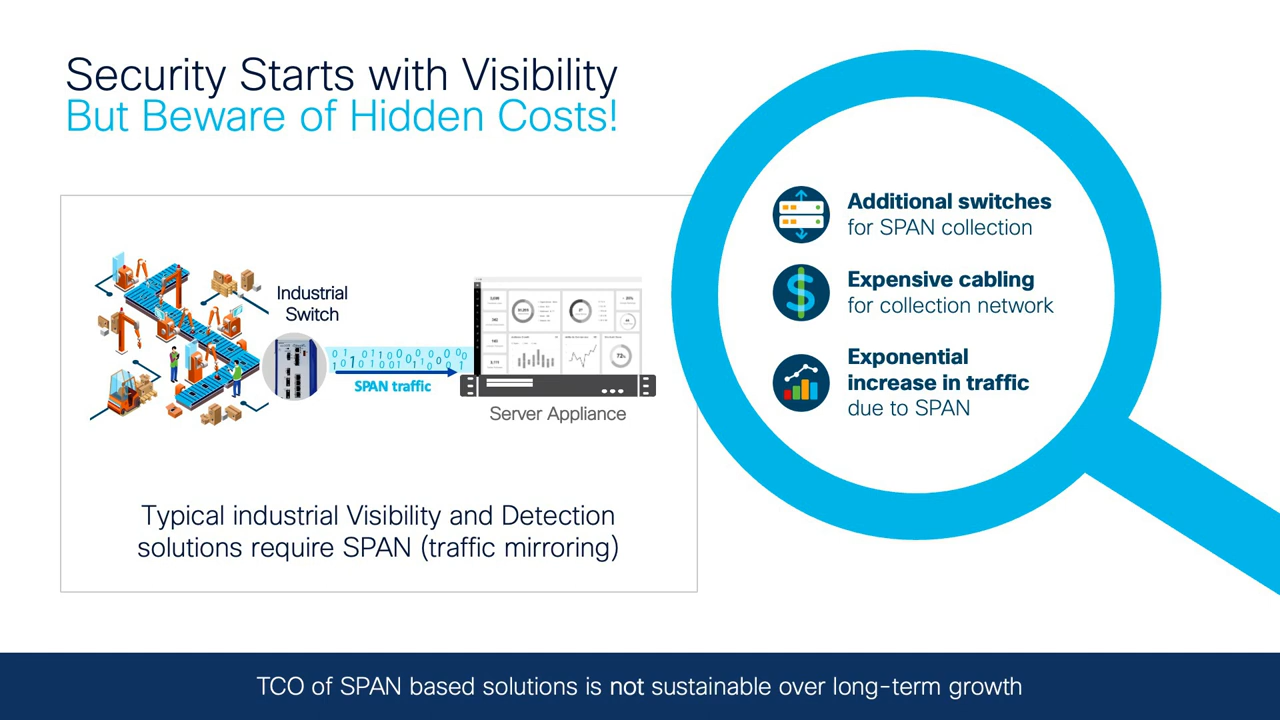 Security Starts with Visibility
But Beware of Hidden Costs!
Industrial
Switch
SPAN traffic
Server Appliance
Typical industrial Visibility and Detection
solutions require SPAN (traffic mirroring)
Additional switches
for SPAN collection
Expensive cabling
for collection network
Exponential
increase in traffic
due to SPAN
TCO of SPAN based solutions is not sustainable over long-term growth